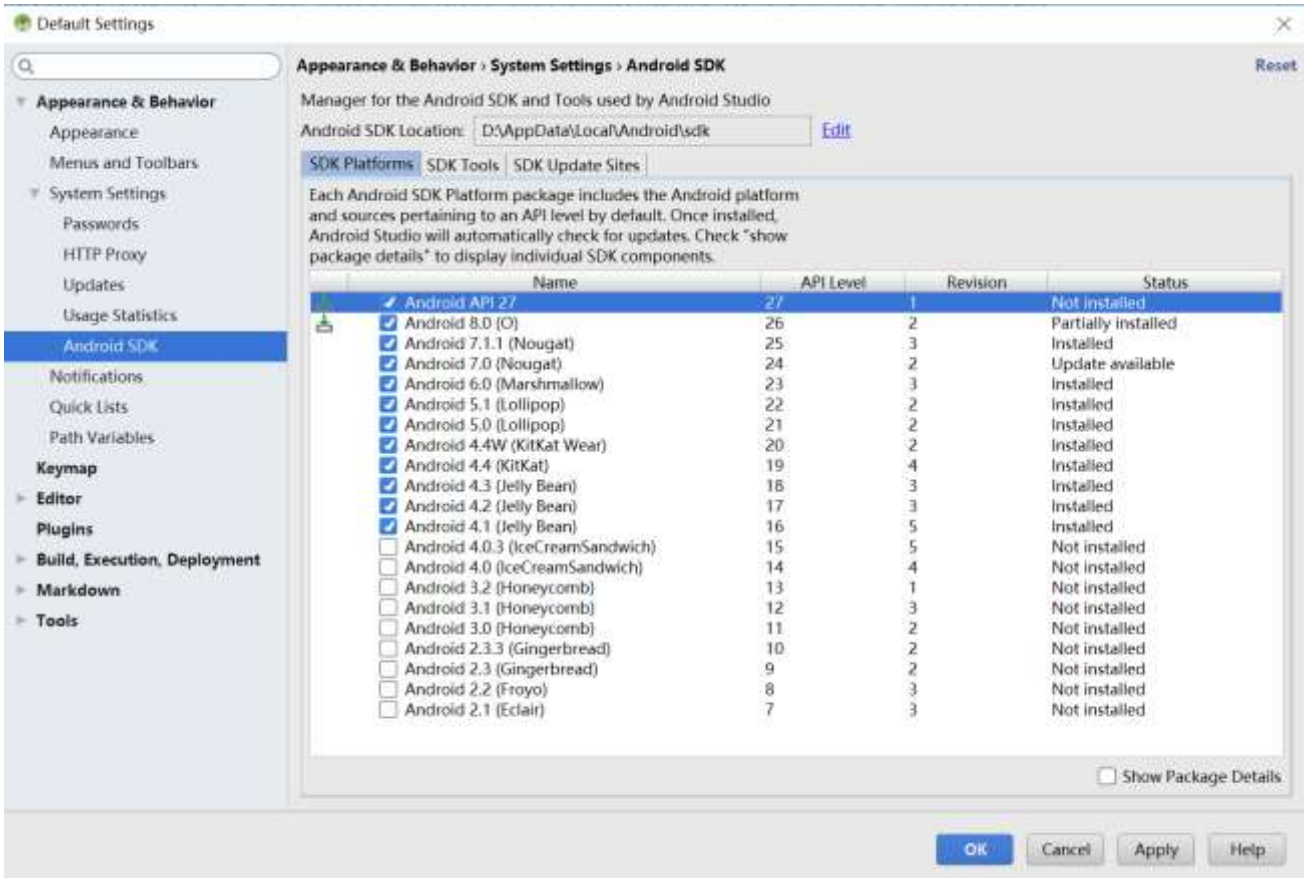 Default Settings
Appearance & Behavior › System Settings › Android SDK
Reset
Appearance & Behavior
Appearance
Menus and Toolbars
System Settings
Passwords
HTTP Proxy
Updates
Usage Statistics
Android SDK
Notifications
Quick Lists
Path Variables
Keymap
Editor
Plugins
Build, Execution, Deployment
Markdown
Tools
Manager for the Android SDK and Tools used by Android Studio
Android SDK Location: D:\AppData\Local\Android\sdk Edit
SDK Platforms SDK Tools SDK Update Sites
Each Android SDK Platform package includes the Android platform
and sources pertaining to an API level by default. Once installed,
Android Studio will automatically check for updates. Check "show
package details" to display individual SDK components.
Name API Level Revision Status
Android API 27 27 1 Not installed
Android 8.0 (O) 26 2 Partially installed
Android 7.1.1 (Nougat) 25 3 Installed
Android 7.0 (Nougat) 24 2 Update available
Android 6.0 (Marshmallow) 23 3 Installed
Android 5.1 (Lollipop) 22 2 Installed
Android 5.0 (Lollipop) 21 2 Installed
Android 4.4W (KitKat Wear) 20 2 Installed
Android 4.4 (KitKat) 19 4 Installed
Android 4.3 (Jelly Bean) 18 3 Installed
Android 4.2 (Jelly Bean) 17 3 Installed
Android 4.1 (Jelly Bean) 16 5 Installed
Android 4.0.3 (IceCreamSandwich) 15 5 Not installed
Android 4.0 (IceCreamSandwich) 14 4 Not installed
Android 3.2 (Honeycomb) 13 1 Not installed
Android 3.1 (Honeycomb) 12 3 Not installed
Android 3.0 (Honeycomb) 11 2 Not installed
Android 2.3.3 (Gingerbread) 10 2 Not installed
Android 2.3 (Gingerbread) 9 2 Not installed
Android 2.2 (Froyo) 8 3 Not installed
Android 2.1 (Eclair) 7 3 Not installed
Show Package Details
OK Cancel Apply Help